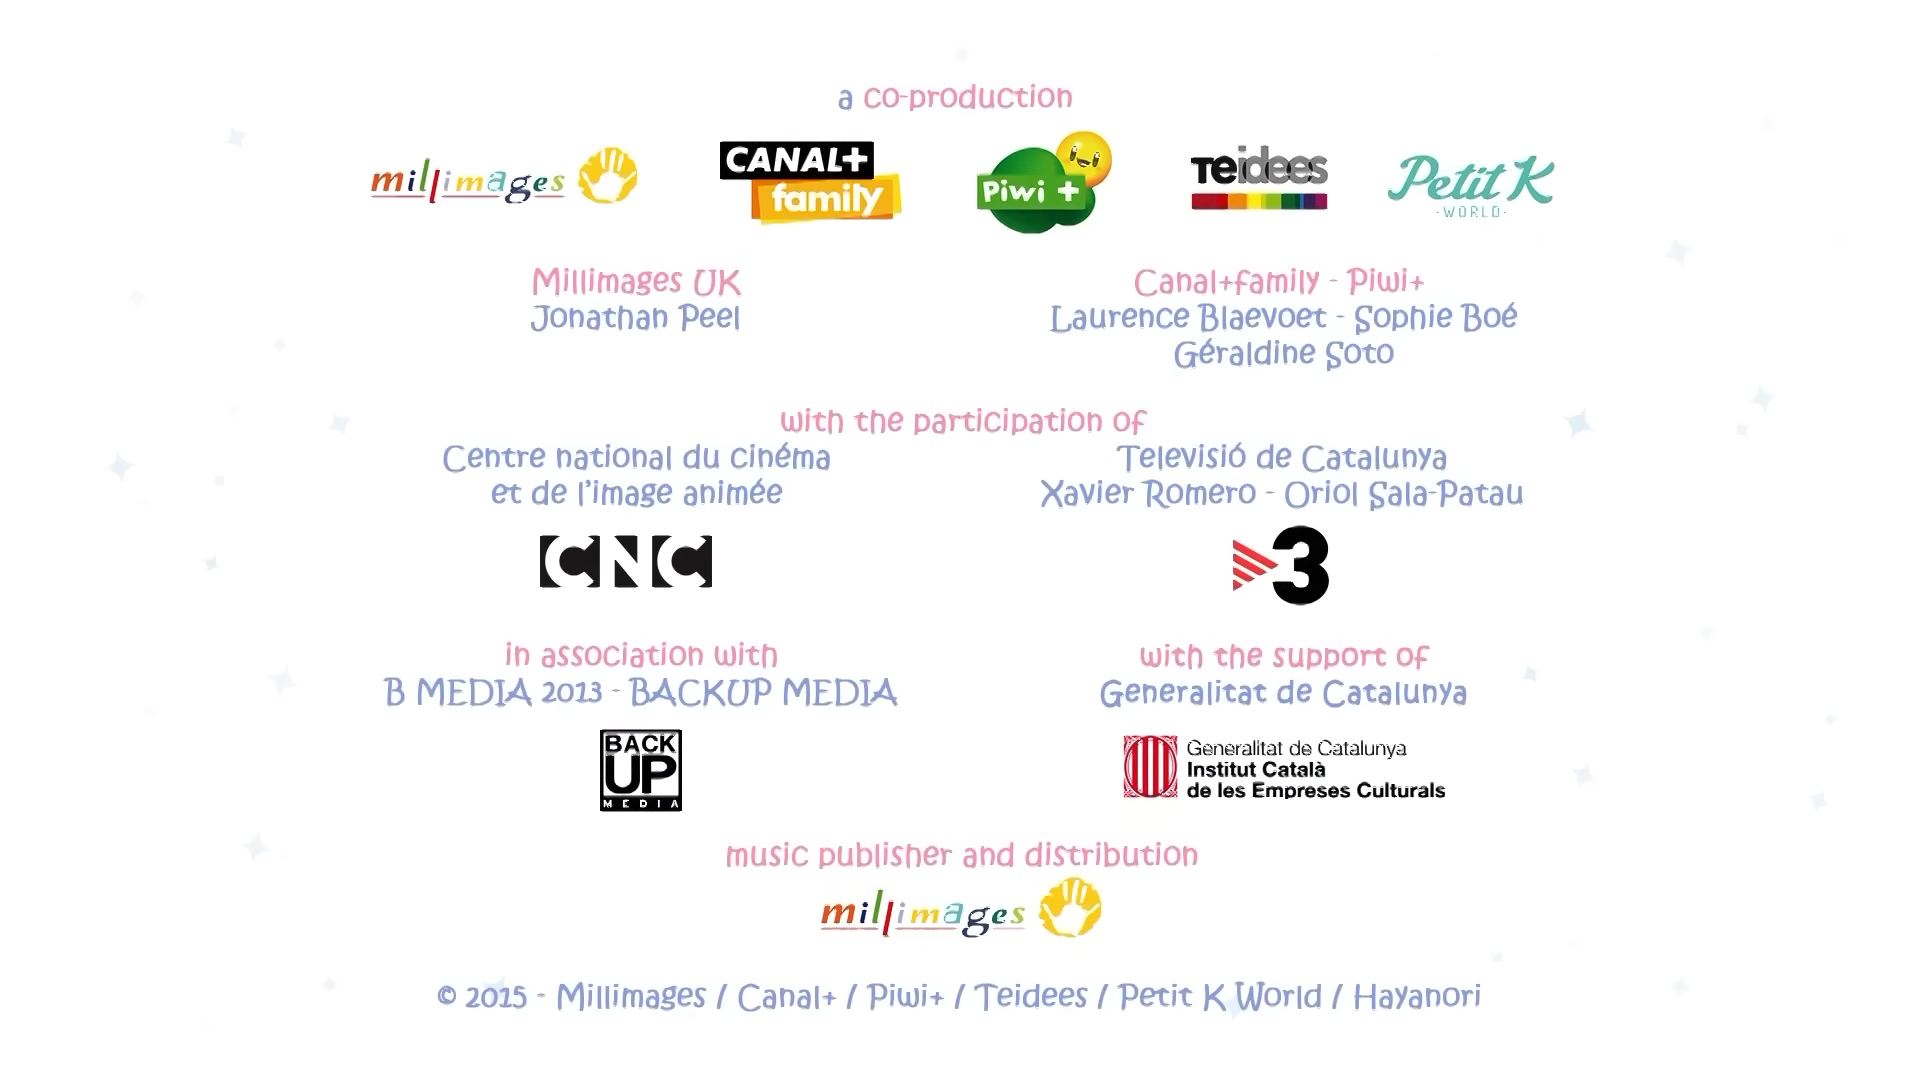 a co-production
millimages
CANAL+
family
Piwi +
Teidees
Petit K
·WORLD·
Millimages UK
Jonathan Peel
Canal+family - Piwi+
Laurence Blaevoet - Sophie Boé
Géraldine Soto
with the participation of
Centre national du cinéma
et de l'image animée
CNC
Televisió de Catalunya
Xavier Romero - Oriol Sala-Patau
3
in association with
B MEDIA 2013 - BACKUP MEDIA
BACK
UP
MEDIA
with the support of
Generalitat de Catalunya
Generalitat de Catalunya
Institut Català
de les Empreses Culturals
music publisher and distribution
millimages
© 2015 - Millimages / Canal+ / Piwi+ / Teidees / Petit K World / Hayanori